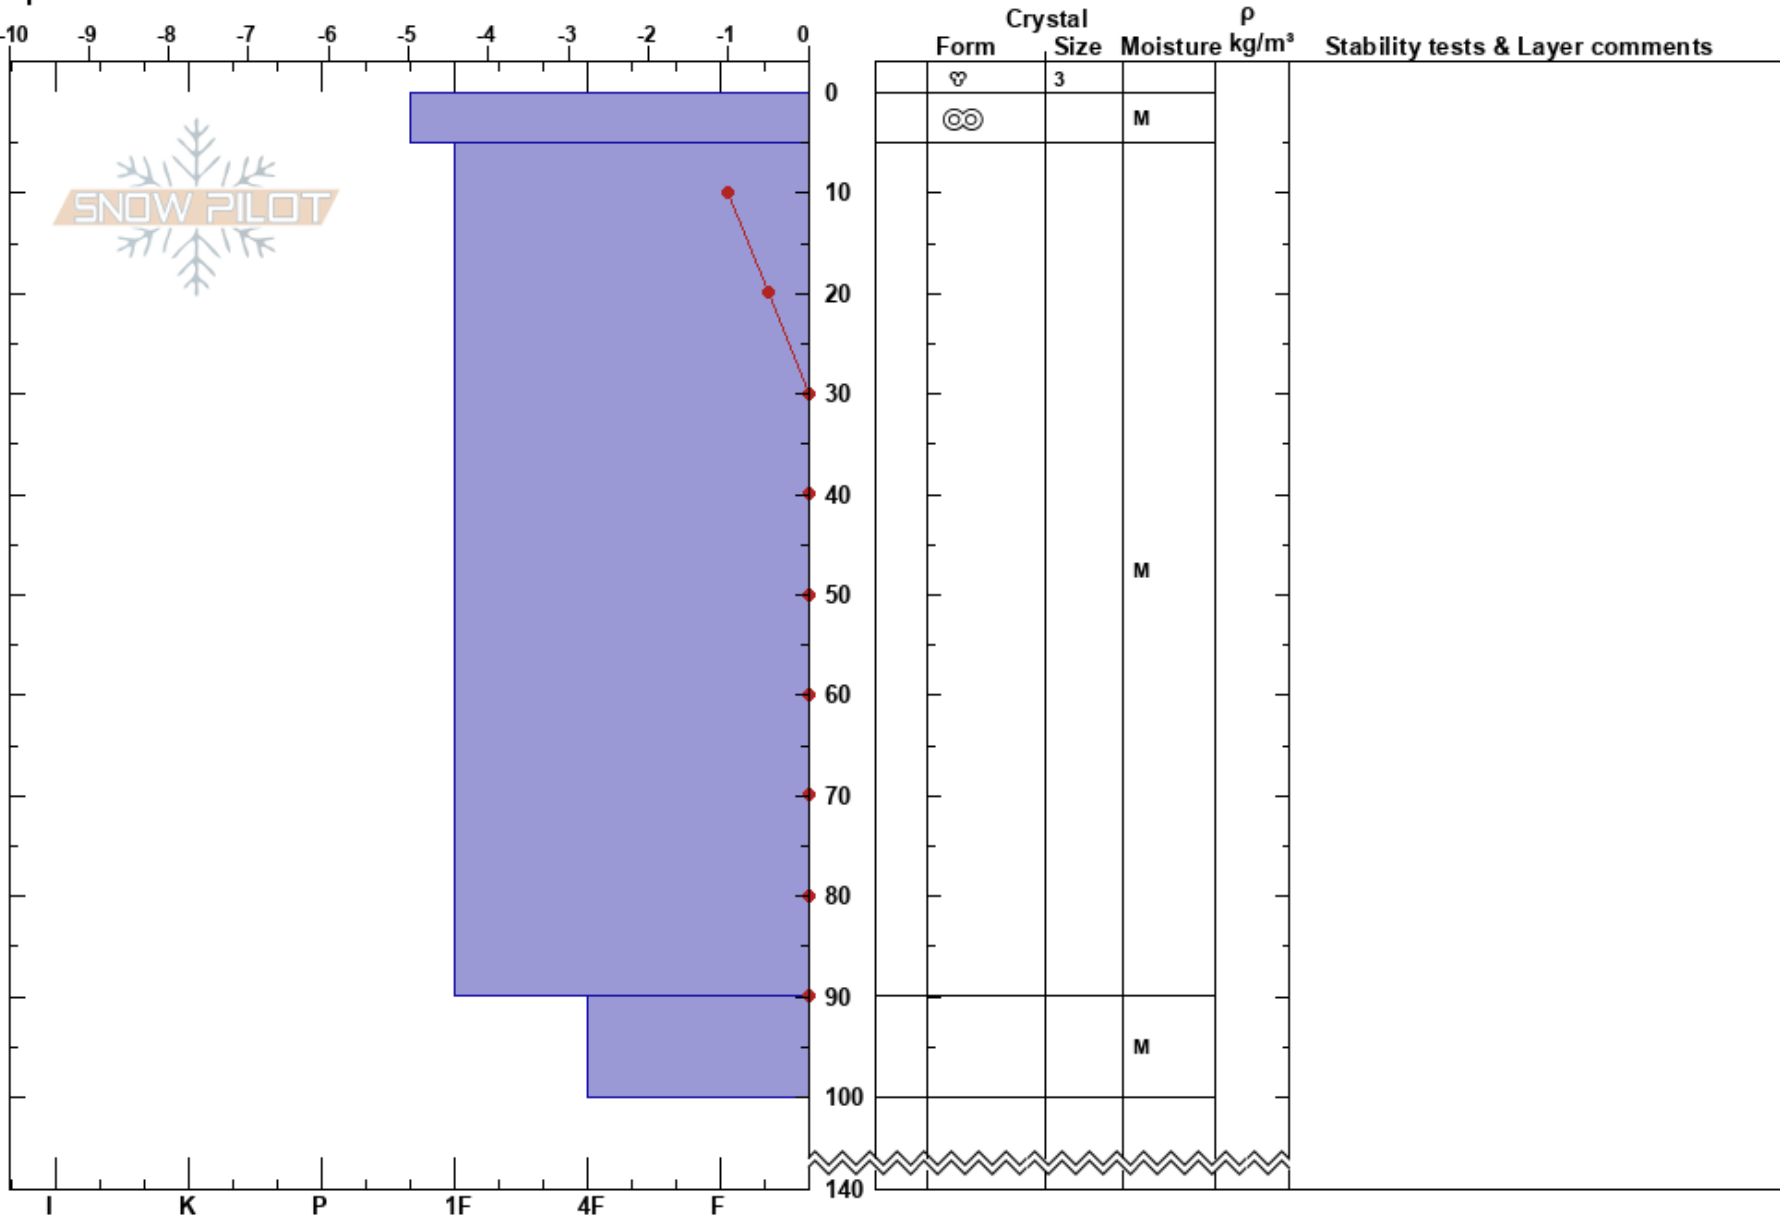 Crystal ρ
-10 -9 -8 -7 -6 -5 -4 -3 -2 -1 0 Form Size Moisture kg/m³ Stability tests & Layer comments
3
0
M
SNOW PILOT
10
20
30
40
50
M
60
70
80
90
M
100
140
I K P 1F 4F F